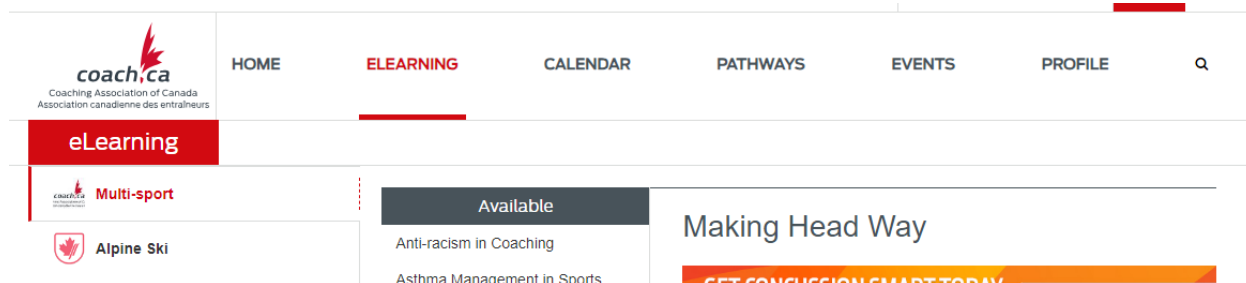 coach.ca
Coaching Association of Canada
Association canadienne des entraîneurs
HOME
ELEARNING
CALENDAR
PATHWAYS
EVENTS
PROFILE
eLearning
Multi-sport
Alpine Ski
Available
Anti-racism in Coaching
Asthma Management in Sports
Making Head Way
GET CONCUSSION SMART TODAY